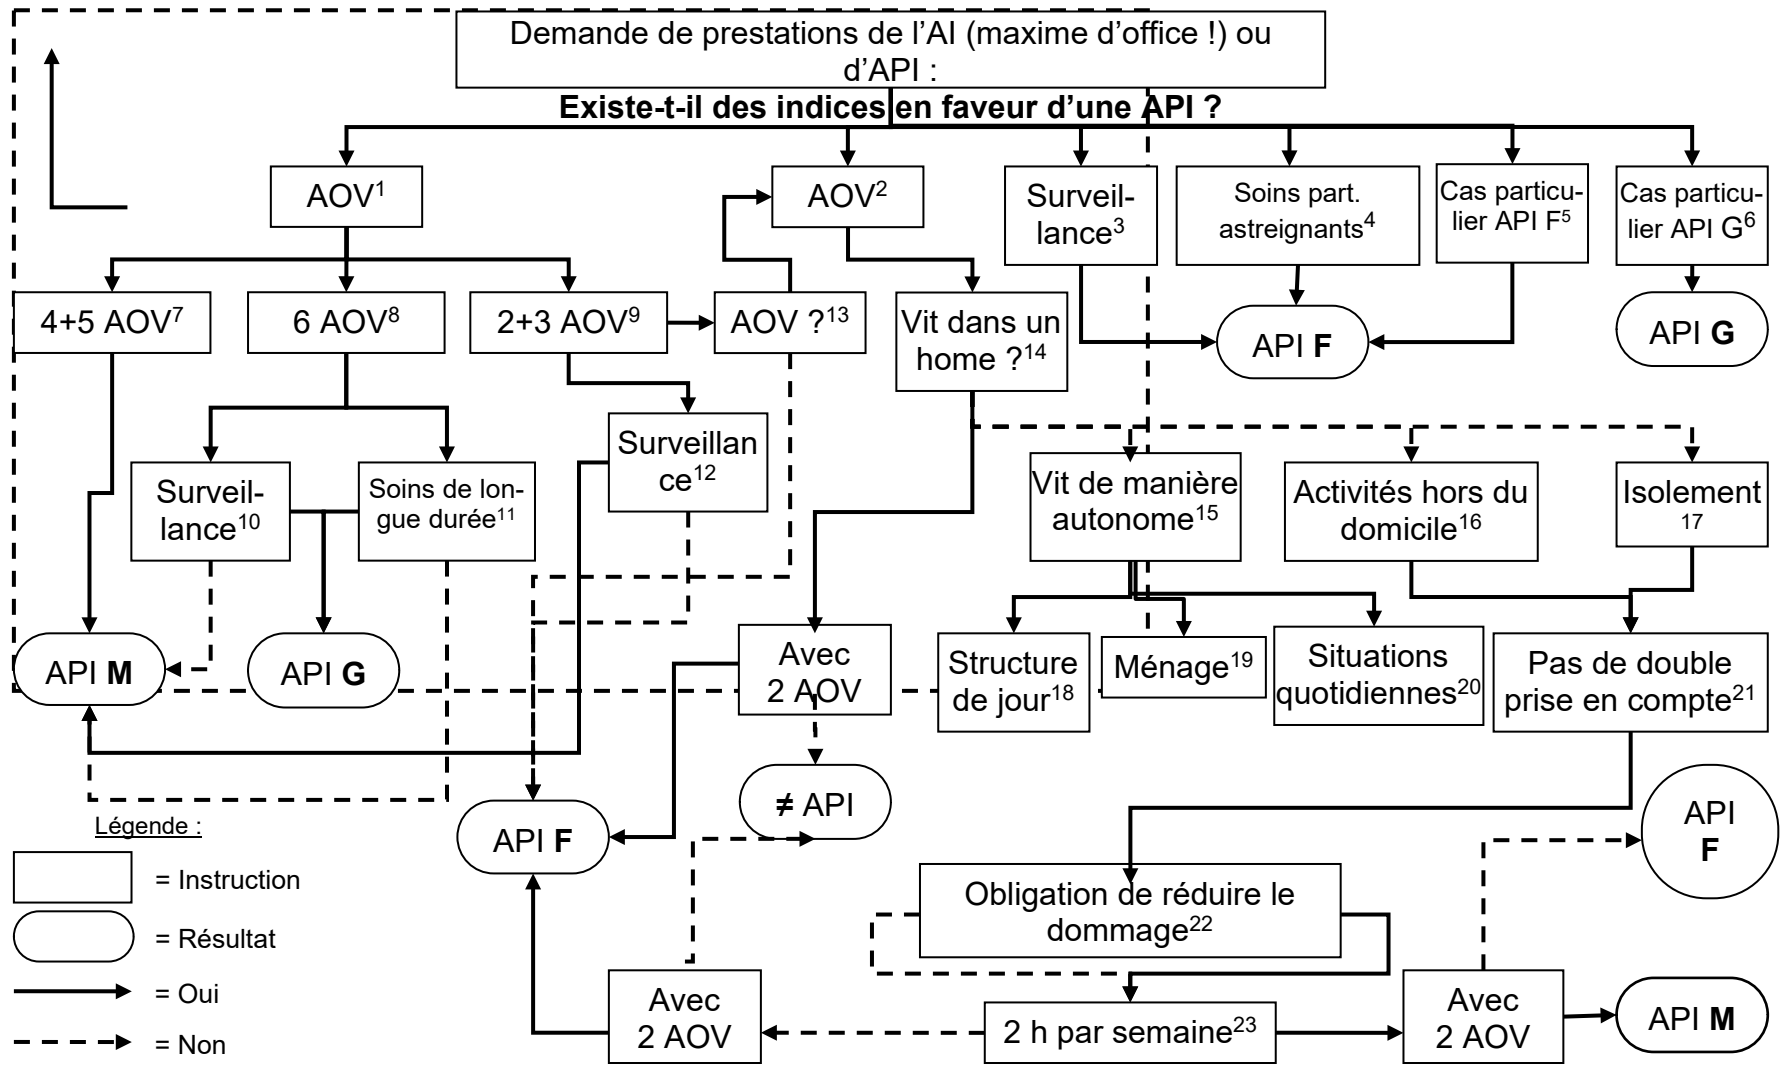 Demande de prestations de l’AI (maxime d’office !) ou
d’API :
Existe-t-il des indices en faveur d’une API ?
AOV1
AOV2
Surveil-
lance3
Soins part.
astreignants4
Cas particu-
lier API F5
Cas particu-
lier API G6
4+5 AOV7
6 AOV8
2+3 AOV9
AOV ?13
Vit dans un
home ?14
API F
API G
Surveil-
lance10
Soins de lon-
gue durée11
Surveillan
ce12
Vit de manière
autonome15
Activités hors du
domicile16
Isolement
17
API M
API G
Avec
2 AOV
Structure
de jour18
Ménage19
Situations
quotidiennes20
Pas de double
prise en compte21
≠ API
API F
API
F
Légende :
= Instruction
= Résultat
= Oui
= Non
Obligation de réduire le
dommage22
Avec
2 AOV
2 h par semaine23
Avec
2 AOV
API M